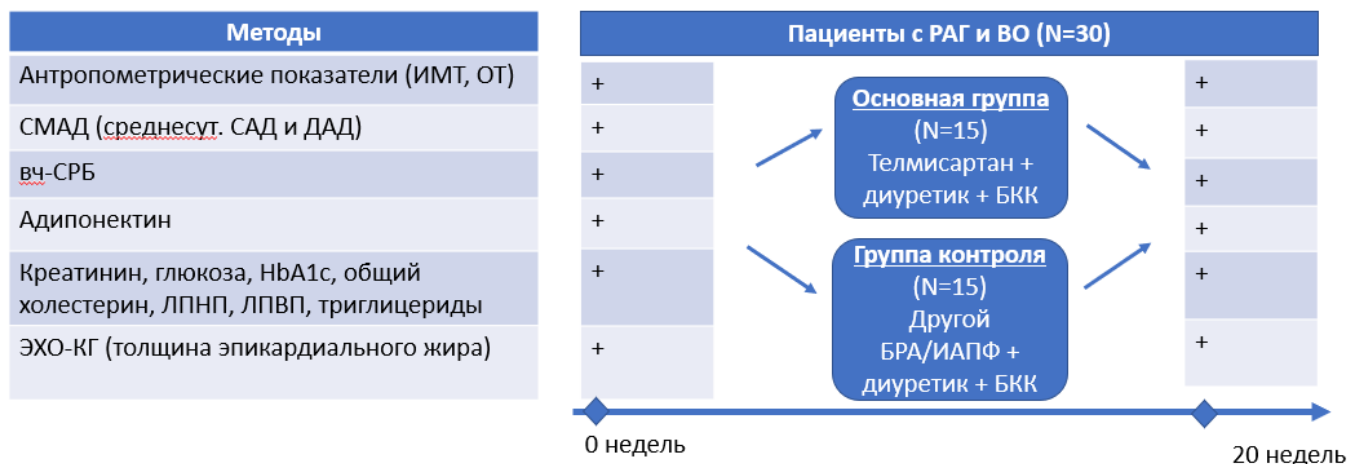 Методы
Антропометрические показатели (ИМТ, ОТ)
СМАД (среднесут. САД и ДАД)
вч-СРБ
Адипонектин
Креатинин, глюкоза, HbA1c, общий
холестерин, ЛПНП, ЛПВП, триглицериды
ЭХО-КГ (толщина эпикардиального жира)
Пациенты с РАГ и ВО (N=30)
+
+
+
+
+
+
Основная группа
(N=15)
Телмисартан +
диуретик + БКК
Группа контроля
(N=15)
Другой
БРА/ИАПФ +
диуретик + БКК
+
+
+
+
+
+
0 недель
20 недель